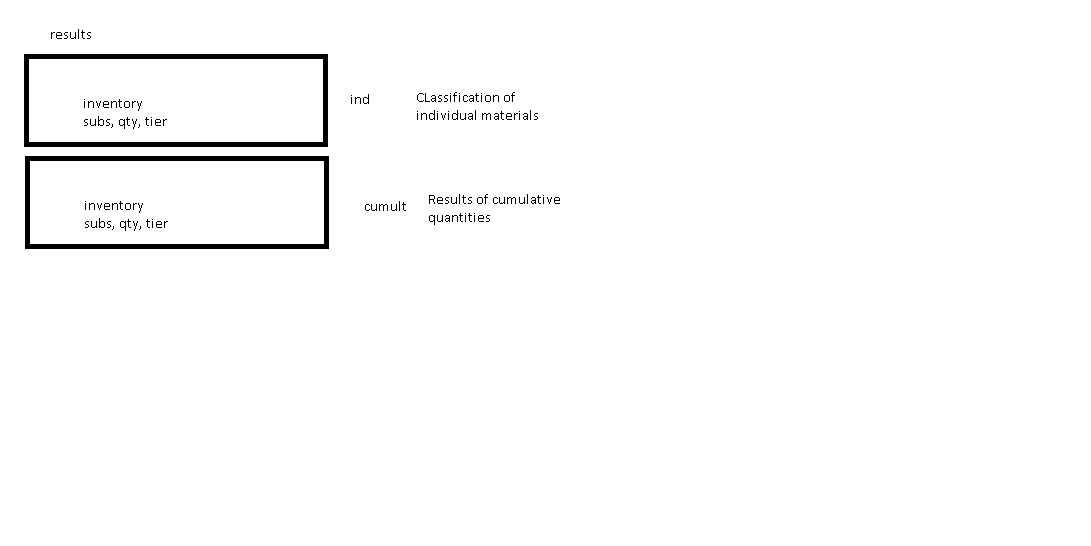 results
inventory
subs, qty, tier
ind
CLassification of
individual materials
inventory
subs, qty, tier
cumult
Results of cumulative
quantities